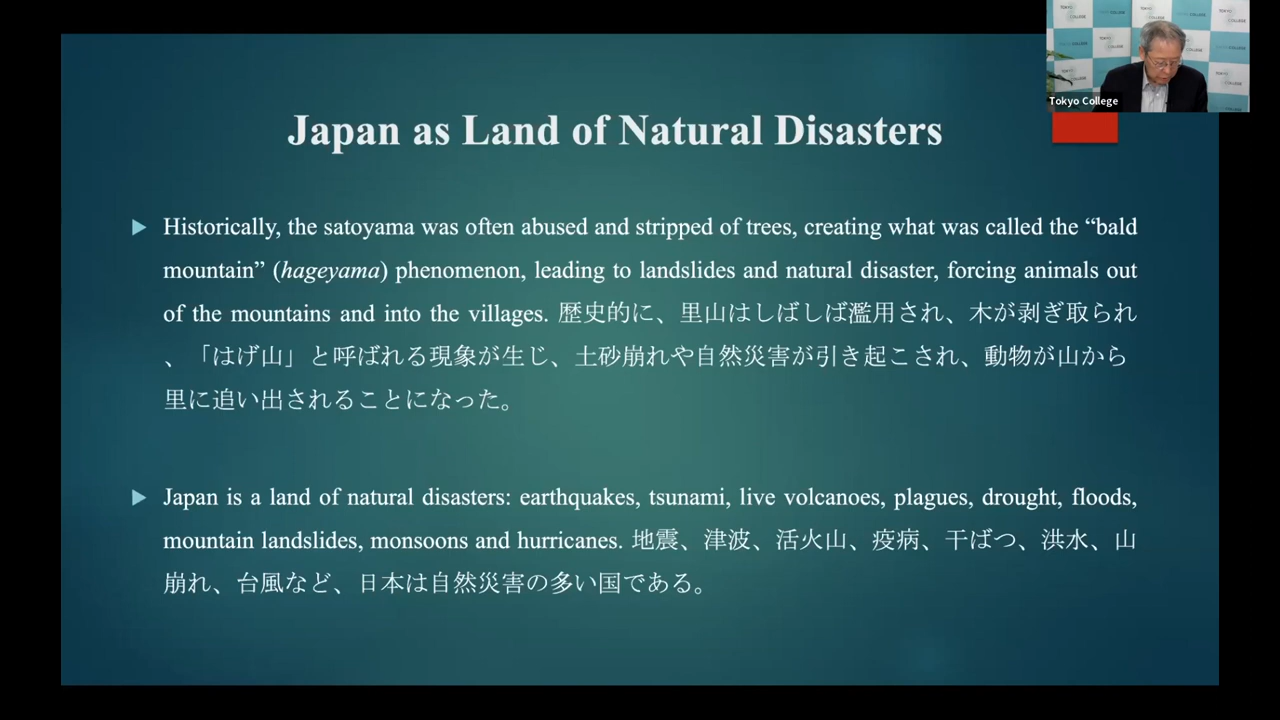 TOKYO COLLEGE
Tokyo College
Japan as Land of Natural Disasters
Historically, the satoyama was often abused and stripped of trees, creating what was called the “bald
mountain” (hageyama) phenomenon, leading to landslides and natural disaster, forcing animals out
of the mountains and into the villages. 歴史的に、里山はしばしば濫用され、木が剥ぎ取られ
、「はげ山」と呼ばれる現象が生じ、土砂崩れや自然災害が引き起こされ、動物が山から
里に追い出されることになった。
Japan is a land of natural disasters: earthquakes, tsunami, live volcanoes, plagues, drought, floods,
mountain landslides, monsoons and hurricanes. 地震、津波、活火山、疫病、干ばつ、洪水、山
崩れ、台風など、日本は自然災害の多い国である。